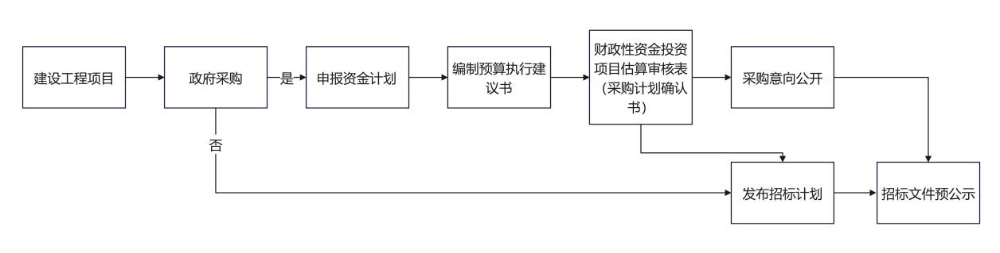 建设工程项目
政府采购
是
申报资金计划
编制预算执行建
议书
财政性资金投资
项目估算审核表
（采购计划确认
书）
采购意向公开
否
发布招标计划
招标文件预公示